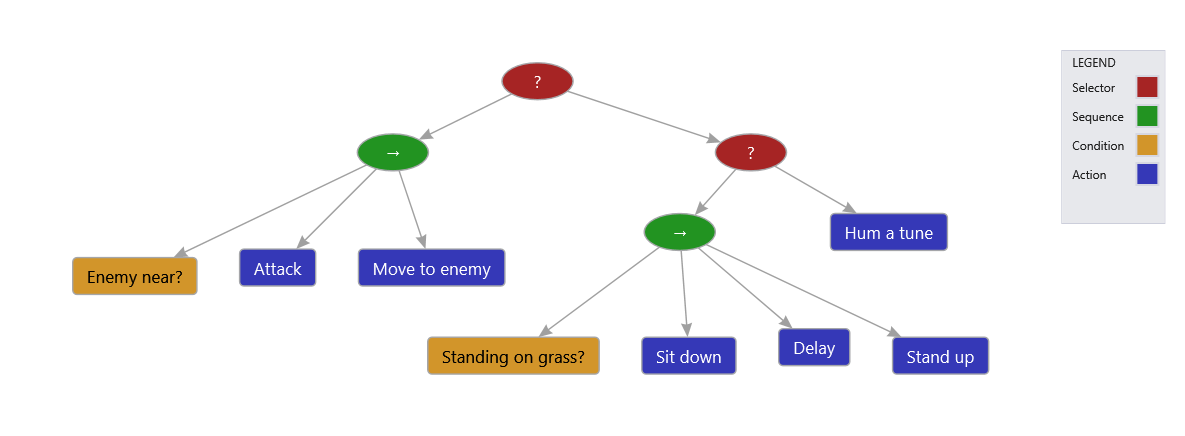 ?
LEGEND
Selector
Sequence
Condition
Action
→
?
→
Hum a tune
Enemy near?
Attack
Move to enemy
Standing on grass?
Sit down
Delay
Stand up